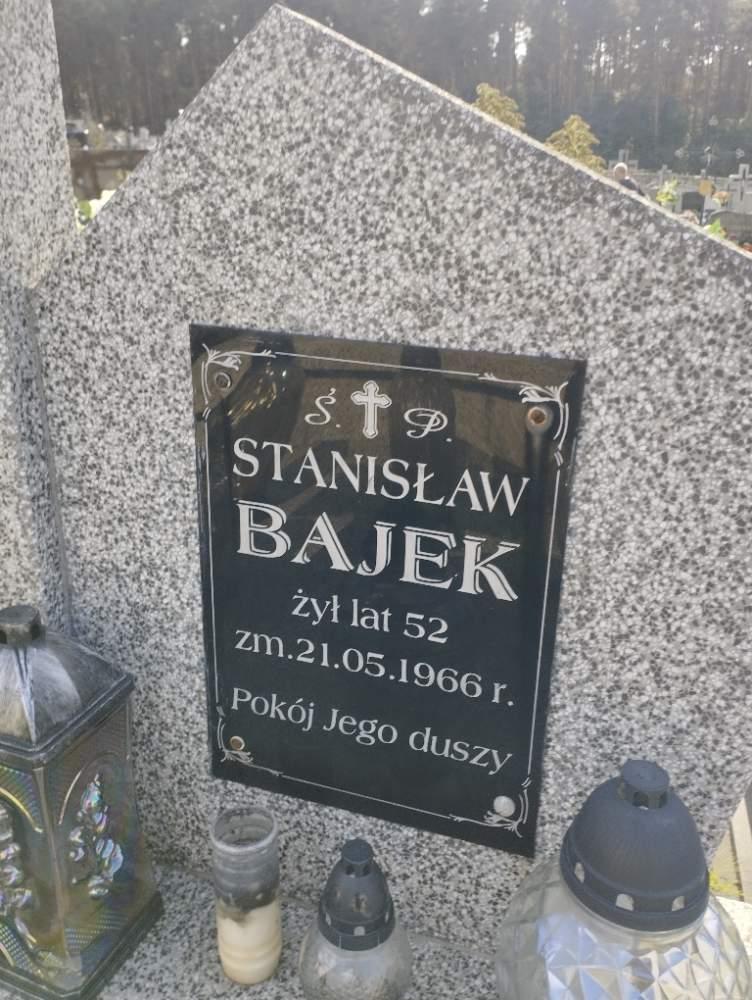 Ś. P.
STANISŁAW
BAJEK
żył lat 52
zm.21.05.1966 r.
Pokój Jego duszy